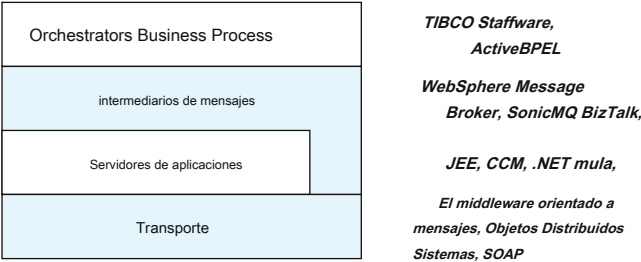 Orchestrators Business Process
TIBCO Staffware,
ActiveBPEL
intermediarios de mensajes
WebSphere Message
Broker, SonicMQ BizTalk,
Servidores de aplicaciones
JEE, CCM, .NET mula,
Transporte
El middleware orientado a
mensajes, Objetos Distribuidos
Sistemas, SOAP